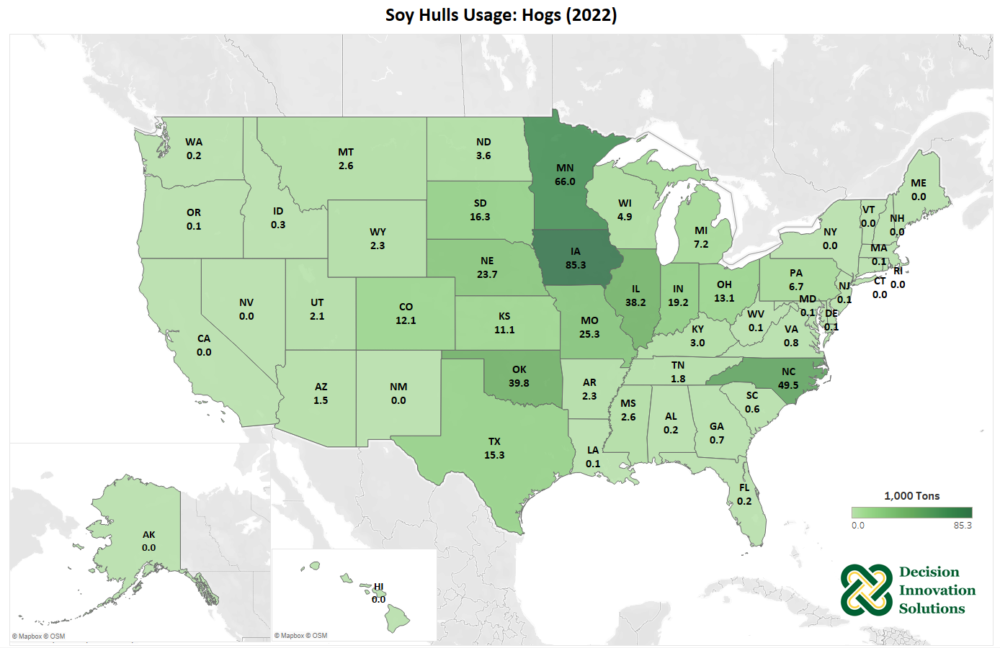 Soy Hulls Usage: Hogs (2022)
WA
0.2
MT
2.6
ND
3.6
MN
66.0
ME
0.0
OR
0.1
ID
0.3
WY
2.3
SD
16.3
WI
4.9
MI
7.2
VT
0.0
NH
0.0
NY
0.0
MA
0.1
RI
0.0
CT
0.0
NE
23.7
IA
85.3
IL
38.2
IN
19.2
OH
13.1
PA
6.7
NJ
0.1
MD
0.1
DE
0.1
NV
0.0
UT
2.1
CO
12.1
KS
11.1
MO
25.3
KY
3.0
WV
0.1
VA
0.8
CA
0.0
AZ
1.5
NM
0.0
OK
39.8
AR
2.3
TN
1.8
NC
49.5
SC
0.6
MS
2.6
AL
0.2
GA
0.7
TX
15.3
LA
0.1
FL
0.2
AK
0.0
HI
0.0
1,000 Tons
0.0 85.3
Decision
Innovation
Solutions
© Mapbox © OSM
© Mapbox © OSM